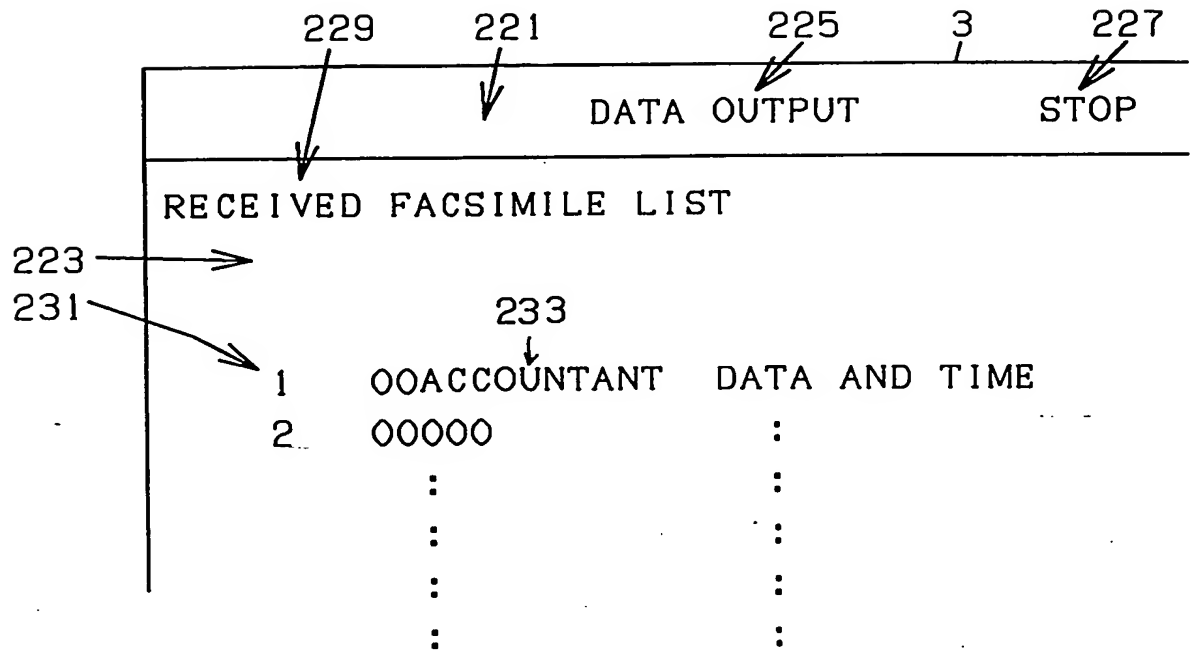 229 221 225 3 227
DATA OUTPUT STOP
RECEIVED FACSIMILE LIST
223
231
233
1 OOACCOUNTANT DATA AND TIME
2 OOOOO :
: :
: :
: :
: :